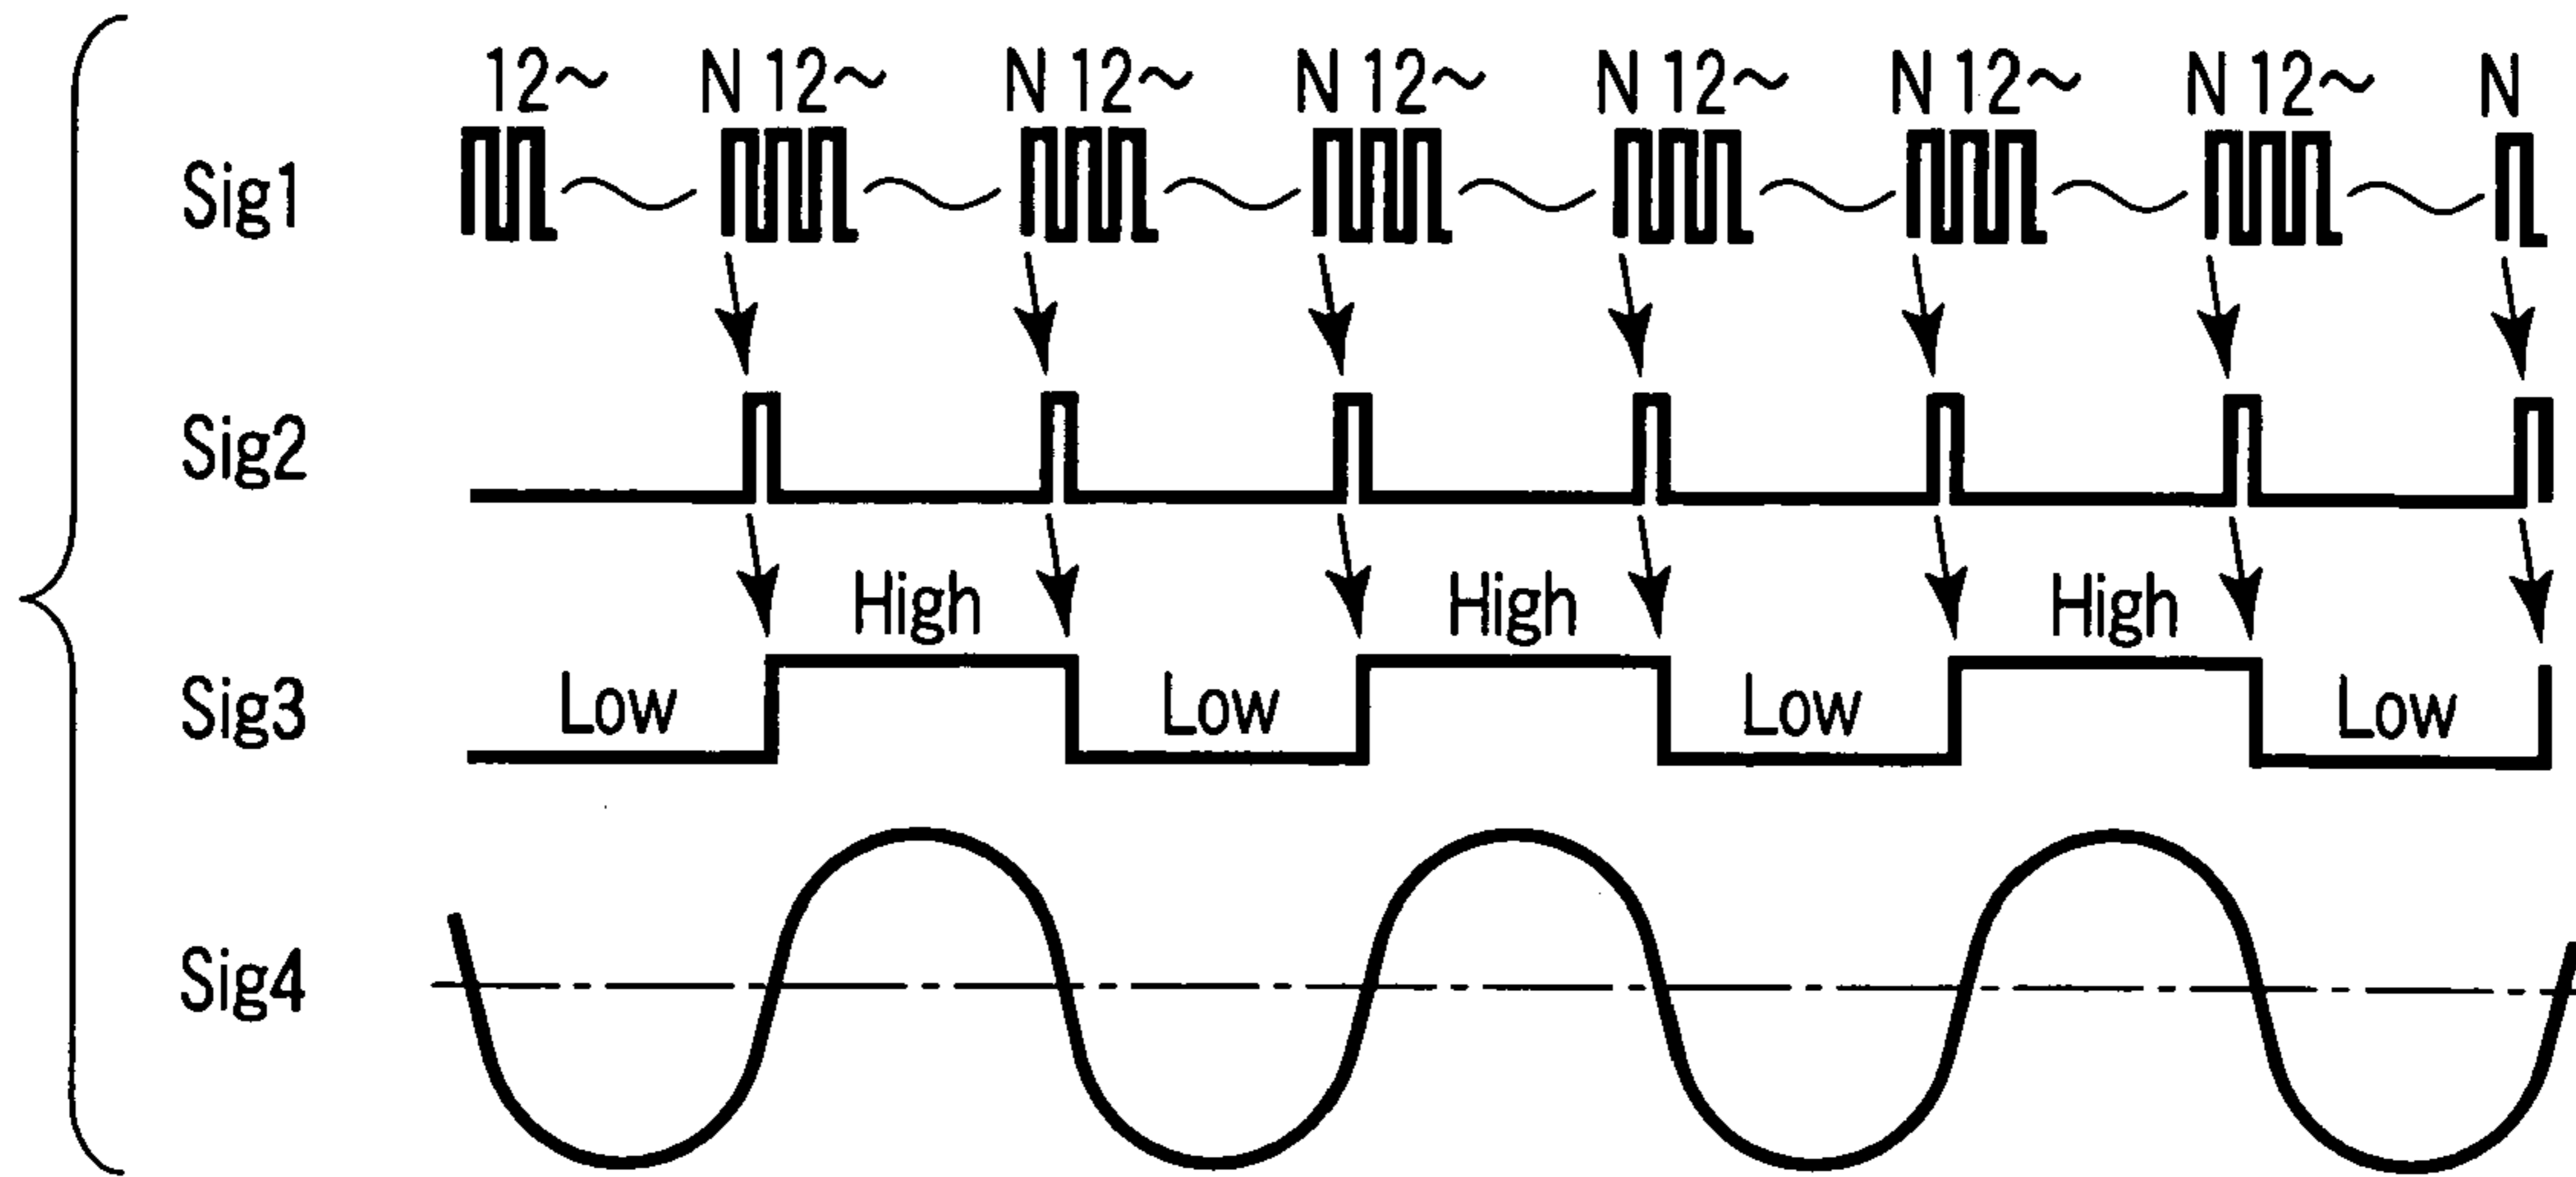 12~ N 12~ N 12~ N 12~ N 12~ N 12~ N 12~ N
Sig1
Sig2
High High High
Sig3 Low Low Low Low
Sig4